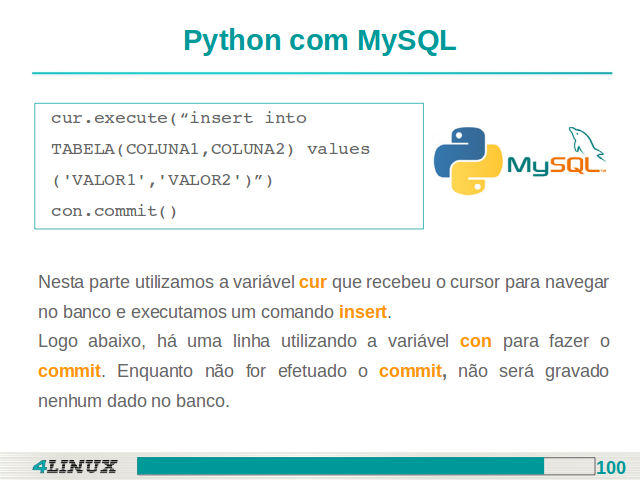 Python com MySQL
cur.execute(“insert into
TABELA(COLUNA1,COLUNA2) values
('VALOR1','VALOR2')”)
con.commit()
MySQL
Nesta parte utilizamos a variável cur que recebeu o cursor para navegar
no banco e executamos um comando insert.
Logo abaixo, há uma linha utilizando a variável con para fazer o
commit. Enquanto não for efetuado o commit, não será gravado
nenhum dado no banco.
4LINUX
100